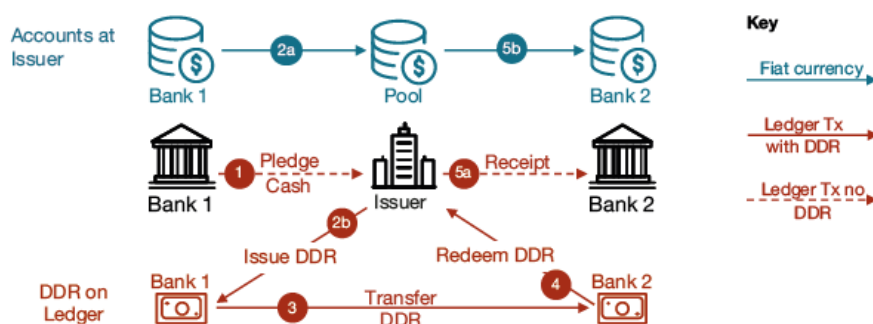 Accounts at
Issuer
2a
5b
$
$
$
Bank 1
Pool
Bank 2
1
Pledge
Cash
5a
Receipt
Bank 1
Issuer
Bank 2
2b
Issue DDR
Redeem DDR
4
Bank 1
Bank 2
DDR on
Ledger
3
Transfer
DDR
Key
Fiat currency
Ledger Tx
with DDR
Ledger Tx no
DDR